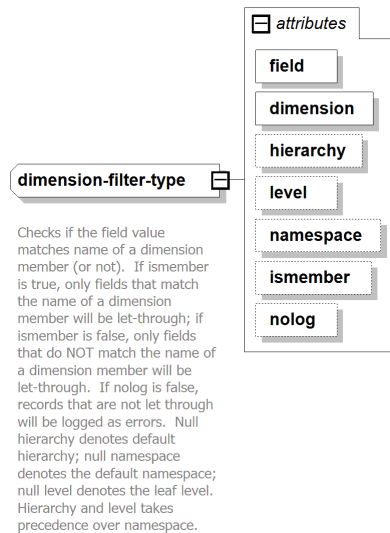 attributes
field
dimension
hierarchy
level
namespace
ismember
nolog
dimension-filter-type
Checks if the field value
matches name of a dimension
member (or not).  If ismember
is true, only fields that match
the name of a dimension
member will be let-through; if
ismember is false, only fields
that do NOT match the name of
a dimension member will be
let-through.  If nolog is false,
records that are not let through
will be logged as errors.  Null
hierarchy denotes default
hierarchy; null namespace
denotes the default namespace;
null level denotes the leaf level.
Hierarchy and level takes
precedence over namespace.